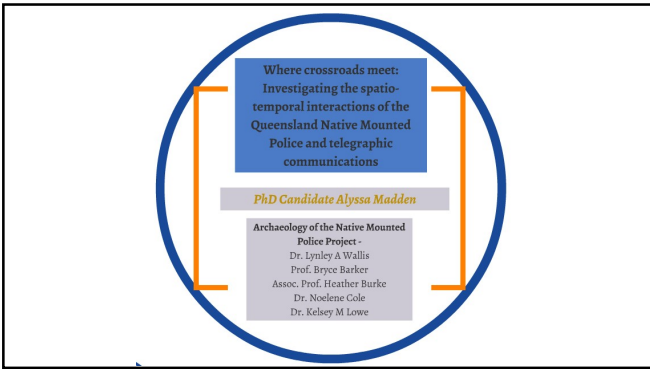 Where crossroads meet:
Investigating the spatio-
temporal interactions of the
Queensland Native Mounted
Police and telegraphic
communications
PhD Candidate Alyssa Madden
Archaeology of the Native Mounted
Police Project -
Dr. Lynley A Wallis
Prof. Bryce Barker
Assoc. Prof. Heather Burke
Dr. Noelene Cole
Dr. Kelsey M Lowe